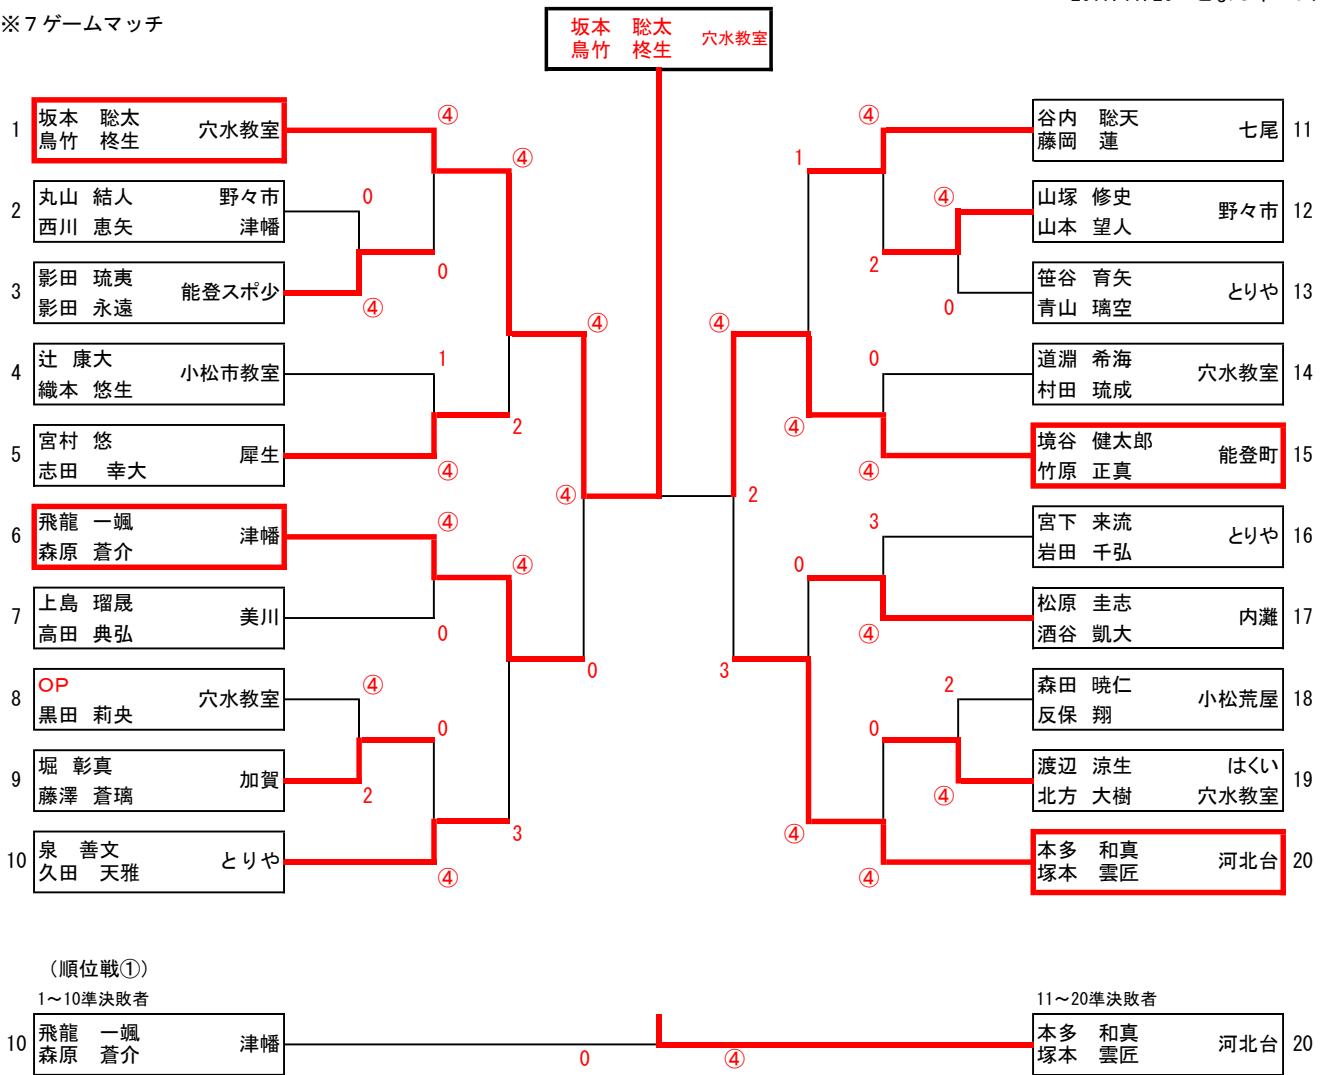 ※７ゲームマッチ
坂本　聡太
鳥竹　柊生
穴水教室
1
坂本　聡太
鳥竹　柊生
穴水教室
2
丸山 結人 野々市
西川 恵矢 津幡
3
影田 琉夷
影田 永遠
能登スポ少
4
辻 康大
織本 悠生
小松市教室
5
宮村 悠
志田　幸大
犀生
6
飛龍 一颯
森原 蒼介
津幡
7
上島 瑠晟
高田 典弘
美川
8
OP
黒田 莉央
穴水教室
9
堀 彰真
藤澤 蒼璃
加賀
10
泉　善文
久田　天雅
とりや
④
④
0
0
④
④
1
2
④
④
④
④
0
0
④
0
2
3
④
谷内　聡天
藤岡　蓮
七尾
11
山塚 修史
山本 望人
野々市
12
笹谷 育矢
青山 璃空
とりや
13
道淵 希海
村田 琉成
穴水教室
14
境谷 健太郎
竹原 正真
能登町
15
宮下 来流
岩田 千弘
とりや
16
松原 圭志
酒谷 凱大
内灘
17
森田 暁仁
反保 翔
小松荒屋
18
渡辺 涼生 はくい
北方 大樹 穴水教室
19
本多　和真
塚本　雲匠
河北台
20
④
1
④
2
0
④
0
④
④
2
3
0
④
3
2
0
④
④
④
（順位戦①）
1～10準決敗者
10
飛龍　一颯
森原　蒼介
津幡
0
④
11～20準決敗者
本多　和真
塚本　雲匠
河北台
20